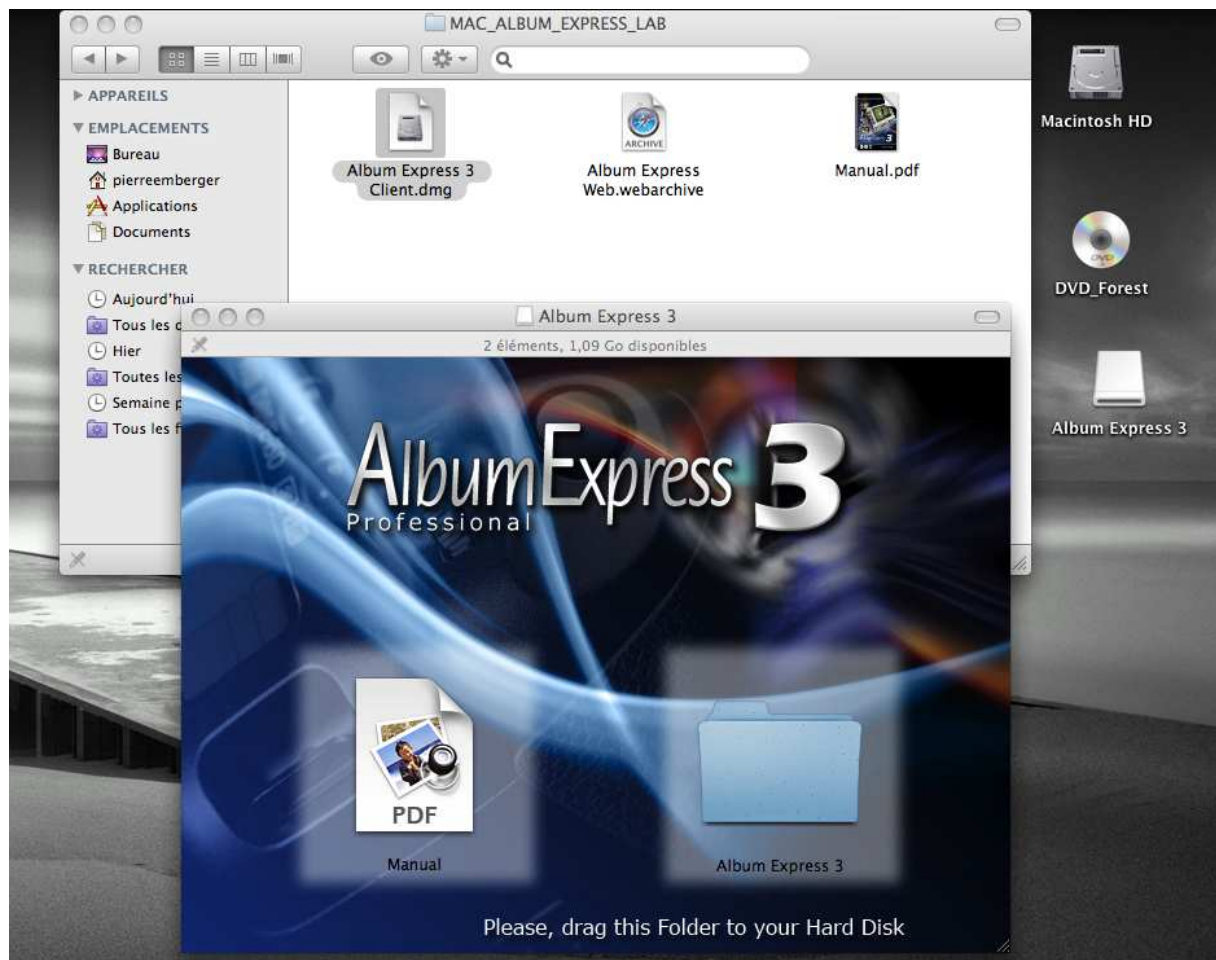 MAC_ALBUM_EXPRESS_LAB
APPAREILS
EMPLACEMENTS
Bureau
pierreemberger
Applications
Documents
RECHERCHER
Aujourd'hui
Tous les
Hier
Toutes les
Semaine
Tous les
Album Express 3
Client.dmg
ARCHIVE
Album Express
Web.webarchive
Manual.pdf
Macintosh HD
DVD
DVD_Forest
Album Express 3
Album Express 3
2 éléments, 1,09 Go disponibles
AlbumExpress 3
Professional
PDF
Manual
Album Express 3
Please, drag this Folder to your Hard Disk